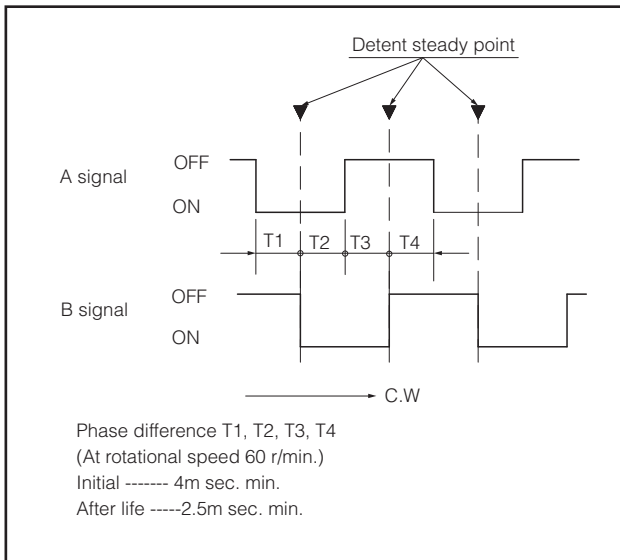 Detent steady point
OFF
A signal
ON
T1 T2 T3 T4
OFF
B signal
ON
C.W
Phase difference T1, T2, T3, T4
(At rotational speed 60 r/min.)
Initial ------- 4m sec. min.
After life -----2.5m sec. min.